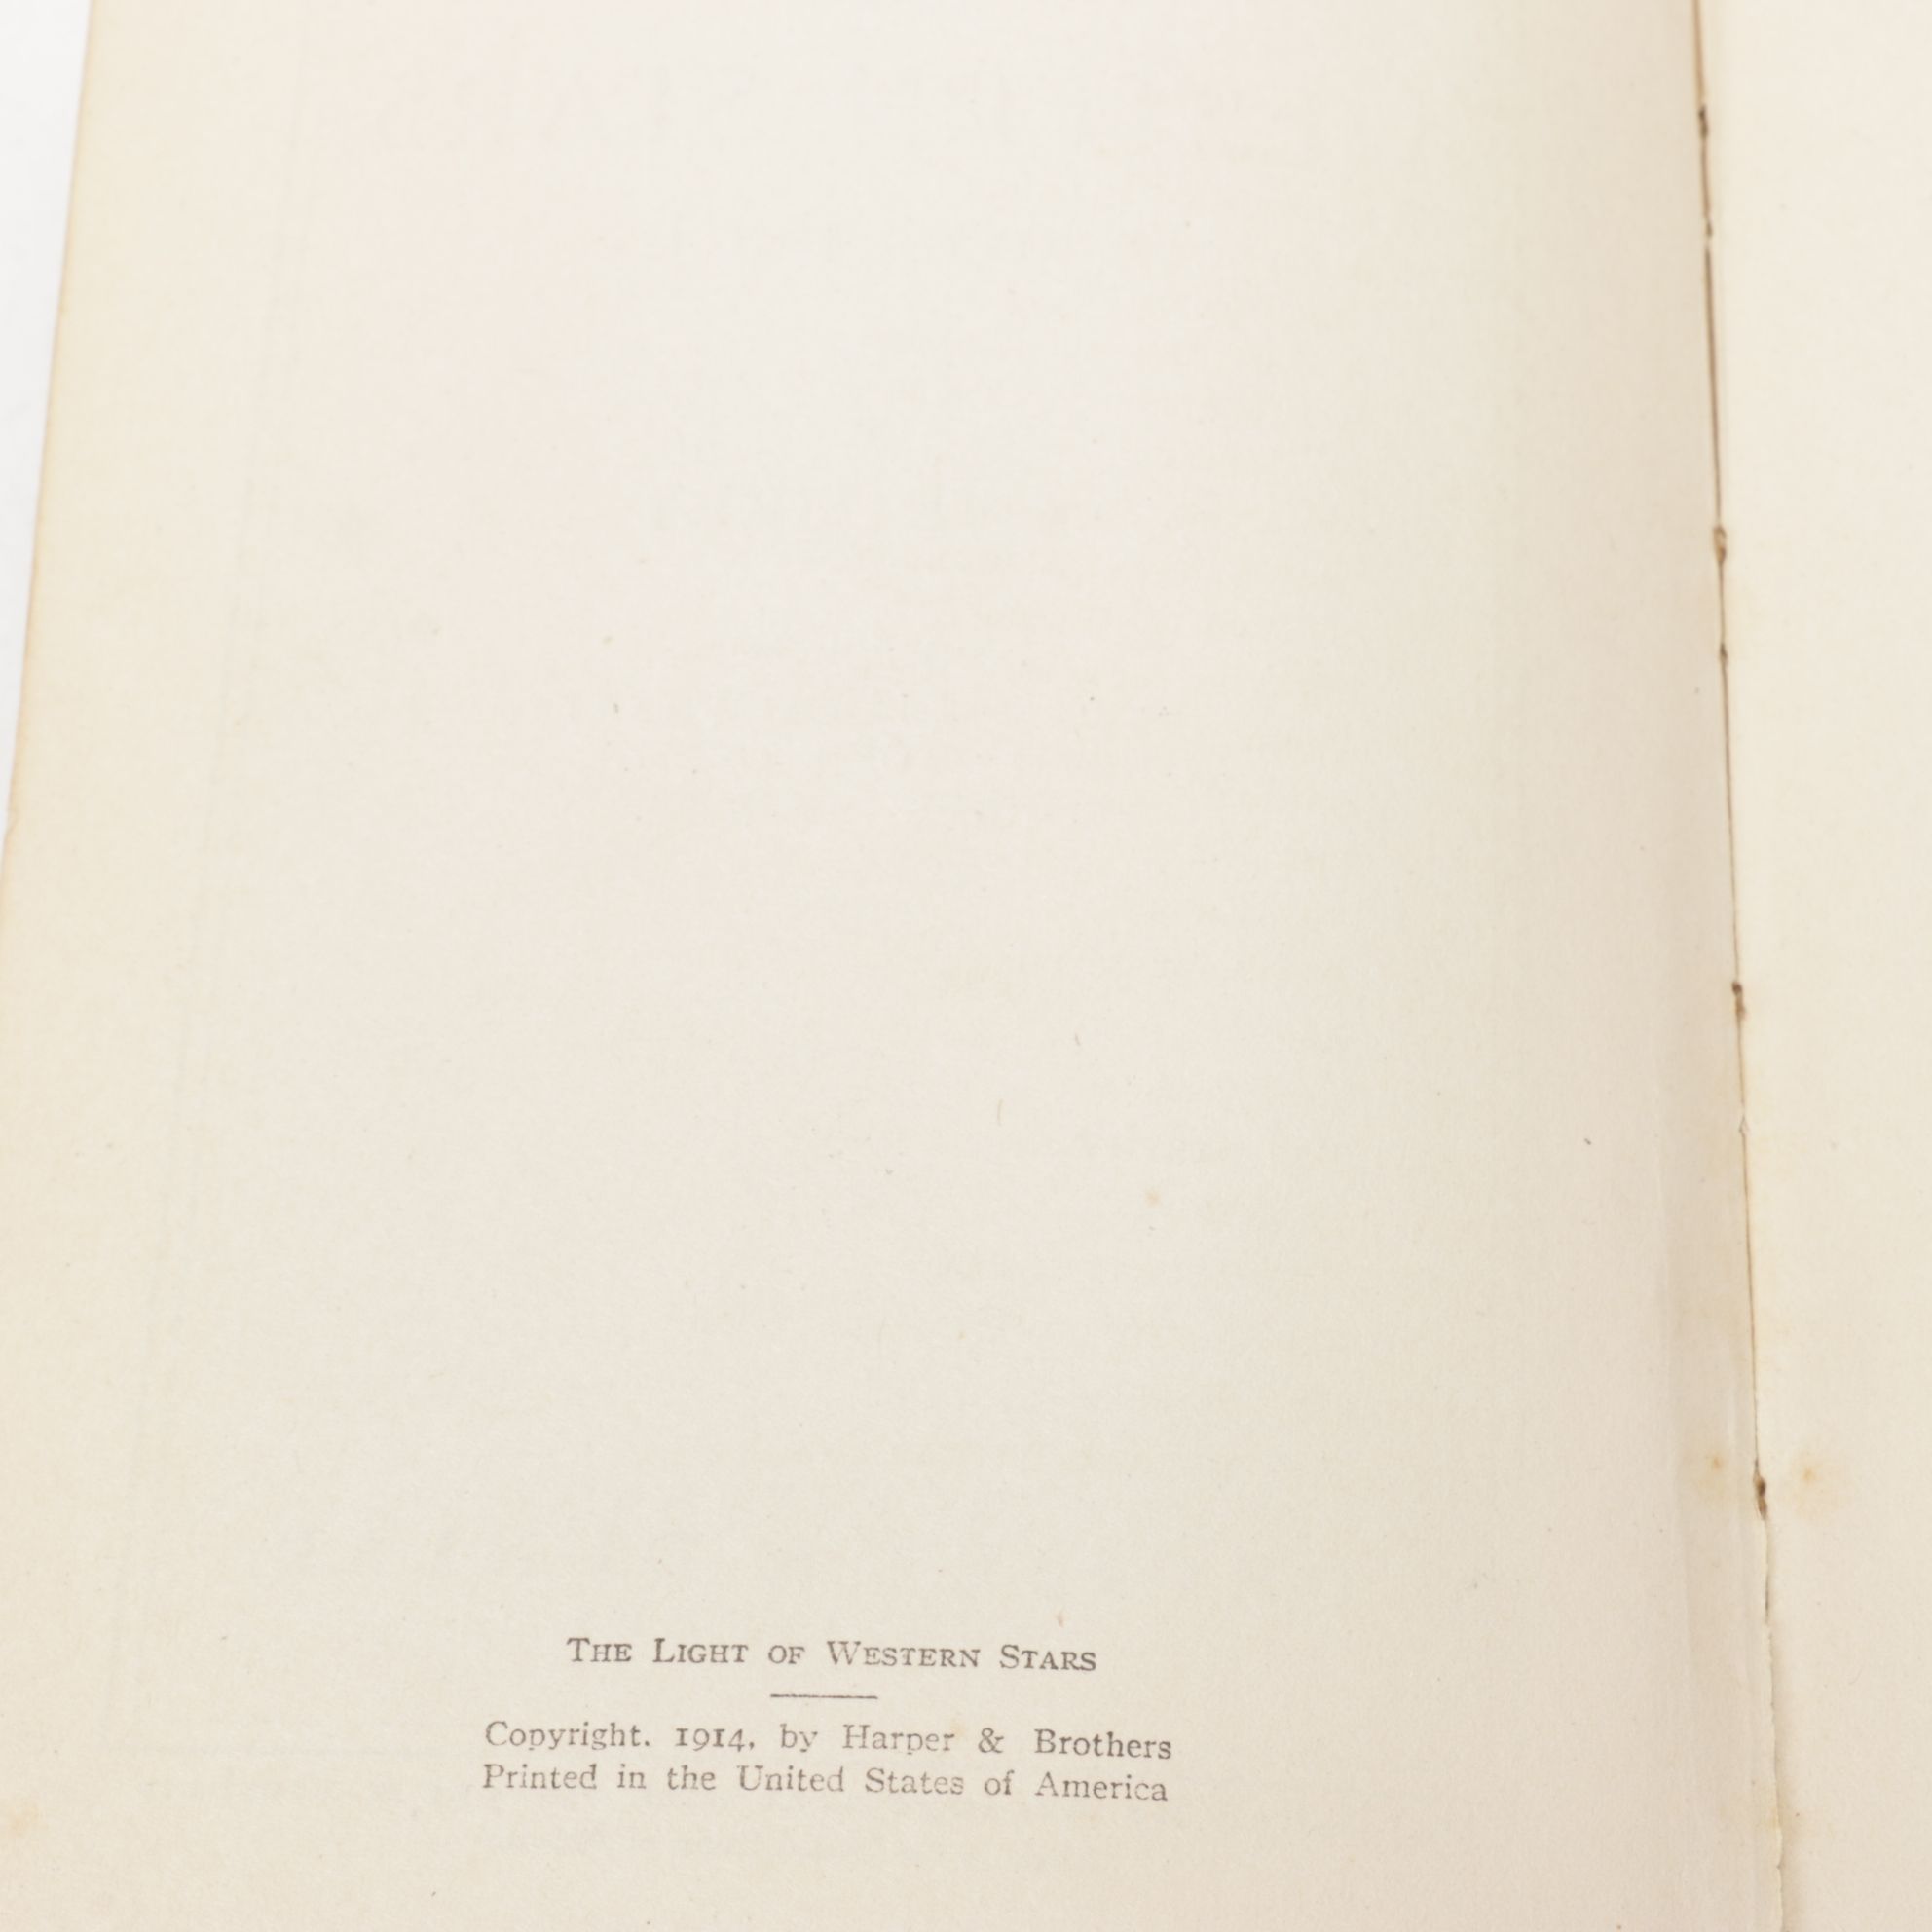 THE LIGHT OF WESTERN STARS
Copyright, 1914, by Harper & Brothers
Printed in the United States of America